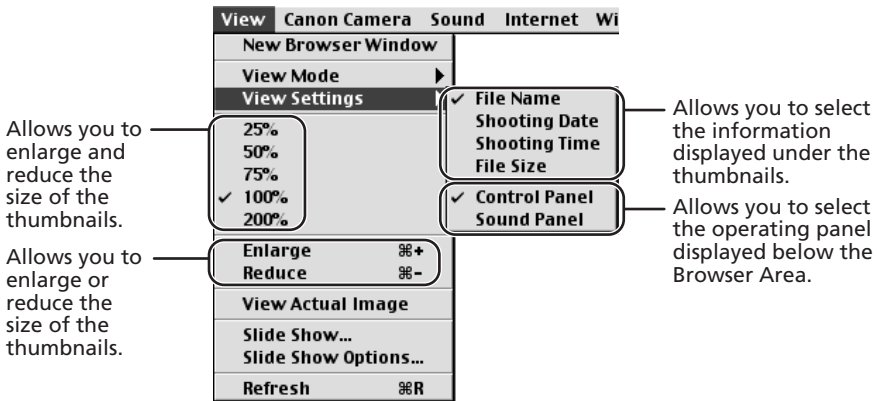 View Canon Camera Sound Internet Wi
New Browser Window
View Mode
View Settings
25%
50%
75%
✓ 100%
200%
Enlarge ⌘+
Reduce ⌘-
View Actual Image
Slide Show...
Slide Show Options...
Refresh ⌘R
✓ File Name
Shooting Date
Shooting Time
File Size
✓ Control Panel
Sound Panel
Allows you to
enlarge and
reduce the
size of the
thumbnails.
Allows you to
enlarge or
reduce the
size of the
thumbnails.
Allows you to select
the information
displayed under the
thumbnails.
Allows you to select
the operating panel
displayed below the
Browser Area.